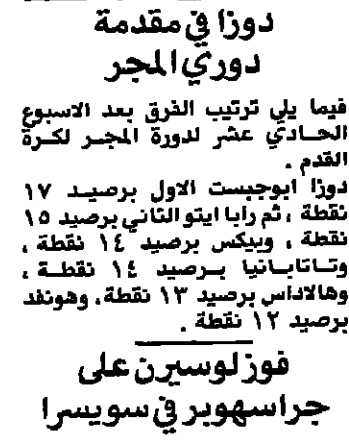 دوزا في مقدمة
دوري المجر
فيما يلي ترتيب الفرق بعد الاسبوع
الحادي عشر لدورة المجر لكرة
القدم .
دوزا ابوجبست الاول برصيد ١٧
نقطة ، ثم رابا ايتو الثاني برصيد ١٥
نقطة ، وبيكس برصيد ١٤ نقطة ،
وتاتابانيا برصيد ١٤ نقطة ،
وهالاداس برصيد ١٣ نقطة، وهونفد
برصيد ١٢ نقطة .
فوز لوسيرن على
جراسهوبر في سويسرا